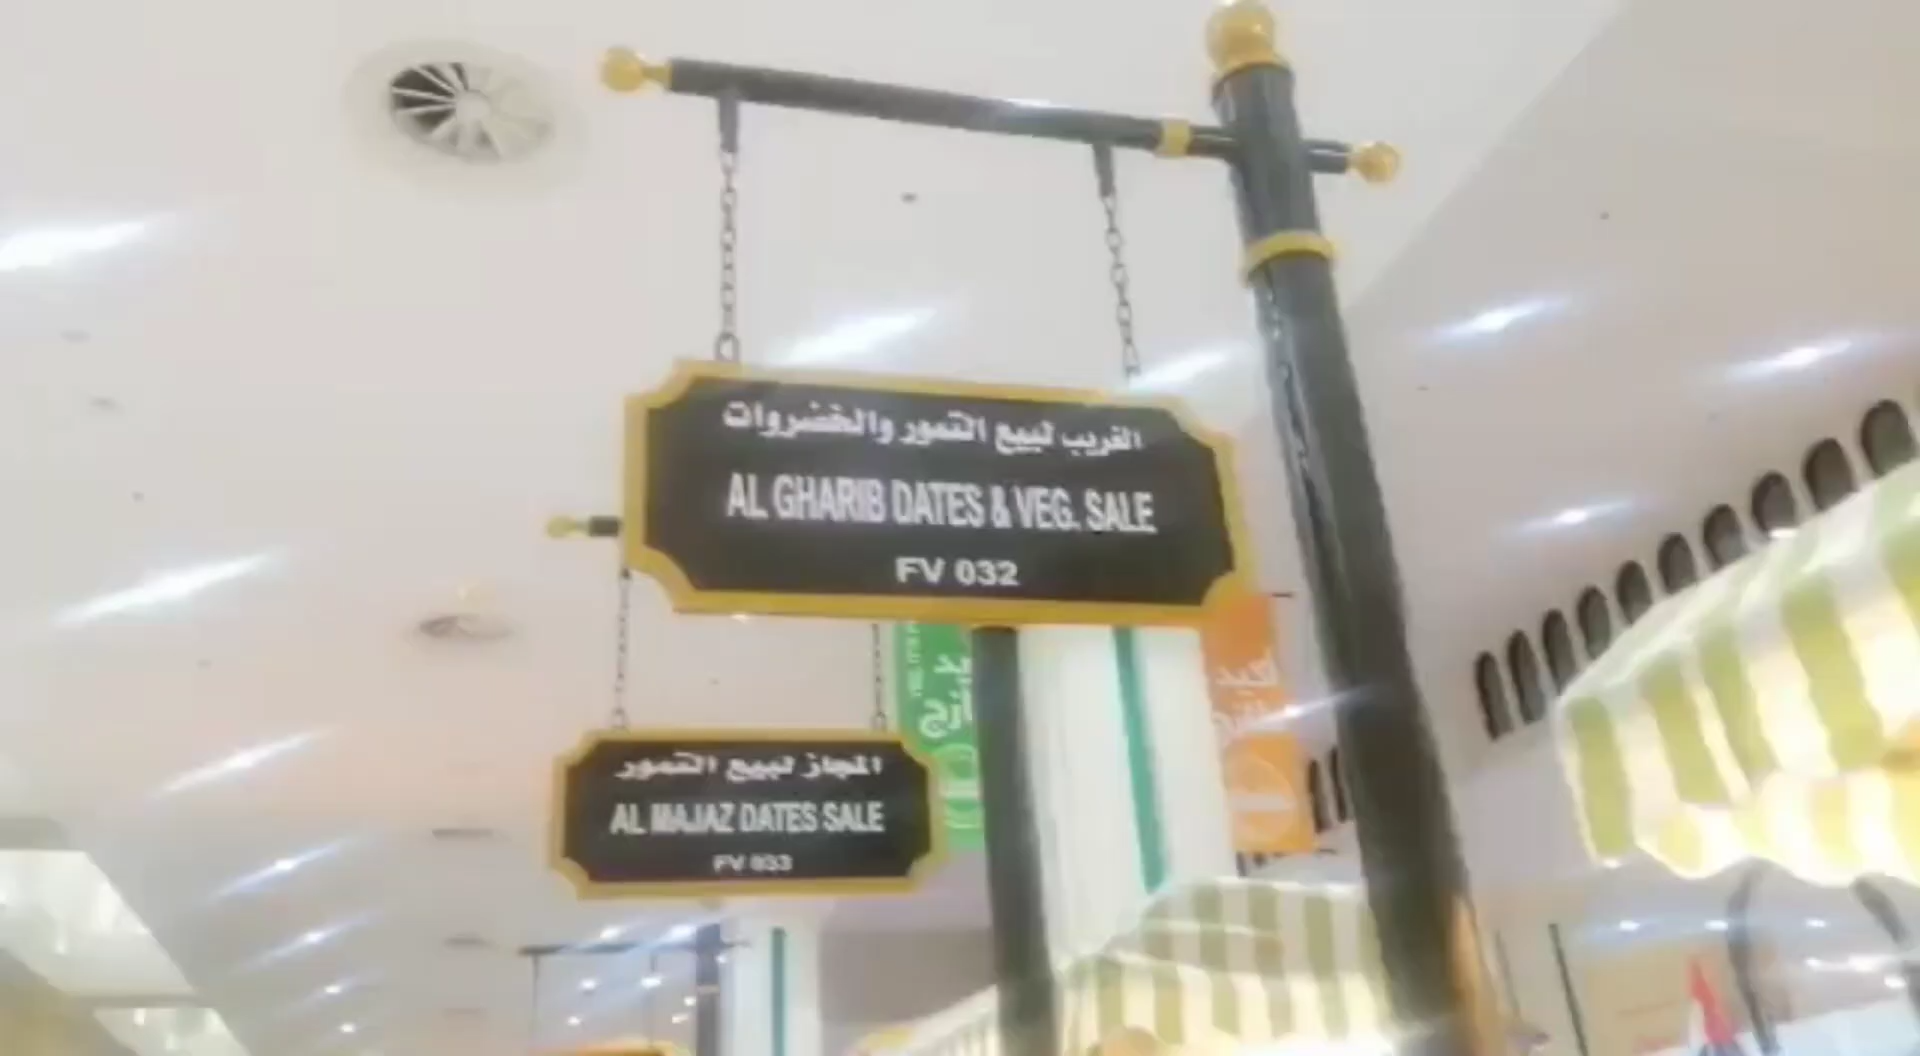 الغريب لبيع التمور والخضروات
AL GHARIB DATES & VEG. SALE
FV 032
المجاز لبيع التمور
AL MAJAZ DATES SALE
FV 033